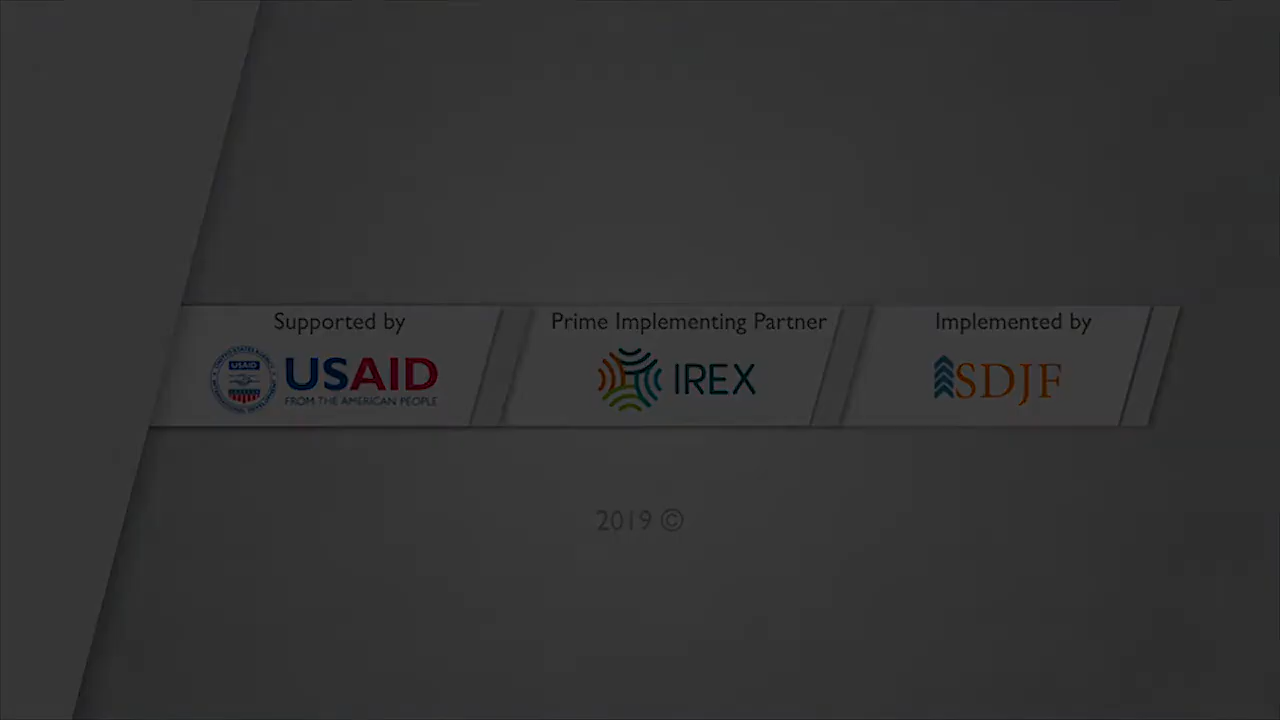 Supported by
USAID
FROM THE AMERICAN PEOPLE
Prime Implementing Partner
IREX
Implemented by
SDJF
2019 ©